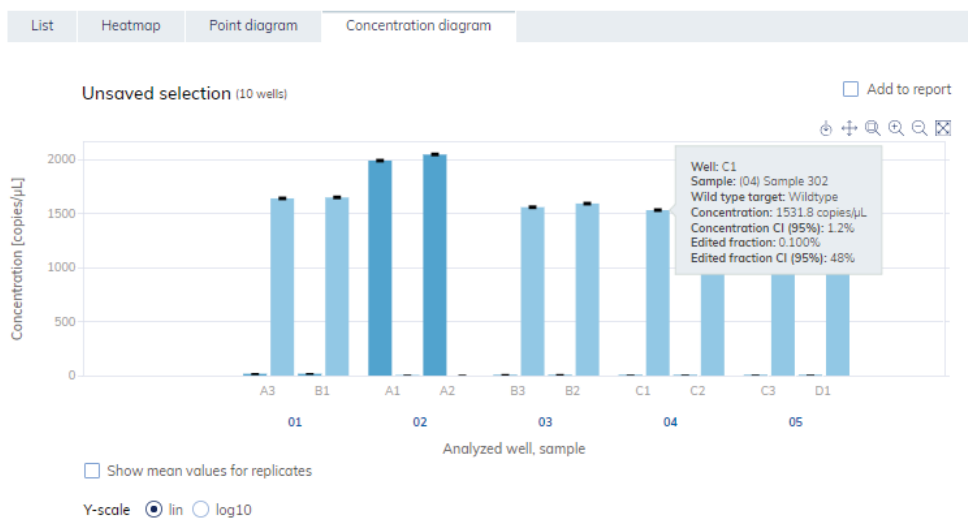 List Heatmap Point diagram Concentration diagram
Unsaved selection (10 wells) Add to report
Concentration [copies/µL]
2000
1500
1000
500
0
Well: C1
Sample: (04) Sample 302
Wild type target: Wildtype
Concentration: 1531.8 copies/µL
Concentration CI (95%): 1.2%
Edited fraction: 0.100%
Edited fraction CI (95%): 48%
A3 B1 A1 A2 B3 B2 C1 C2 C3 D1
01 02 03 04 05
Analyzed well, sample
Show mean values for replicates
Y-scale lin log10